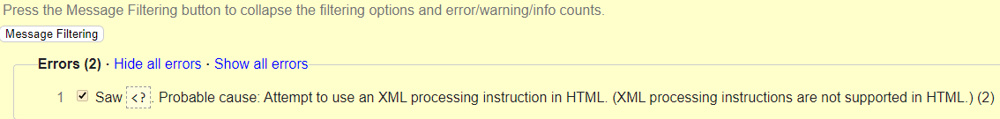 Press the Message Filtering button to collapse the filtering options and error/warning/info counts.
Message Filtering
Errors (2) · Hide all errors · Show all errors
1 Saw <?. Probable cause: Attempt to use an XML processing instruction in HTML. (XML processing instructions are not supported in HTML.) (2)